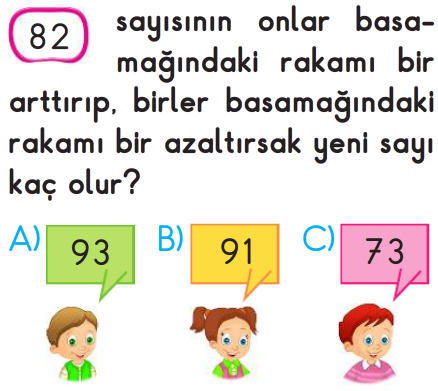 82 sayısının onlar basa-
mağındaki rakamı bir
arttırıp, birler basamağındaki
rakamı bir azaltırsak yeni sayı
kaç olur?
A) 93 B) 91 C) 73